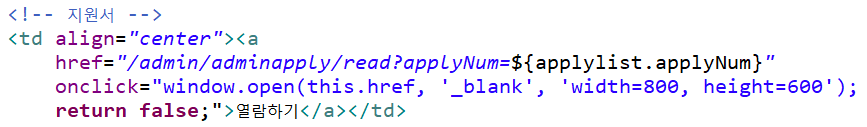 <!-- 지원서 -->
<td align="center"><a
href="/admin/adminapply/read?applyNum=${applylist.applyNum}"
onclick="window.open(this.href, '_blank', 'width=800, height=600');
return false;">열람하기</a></td>